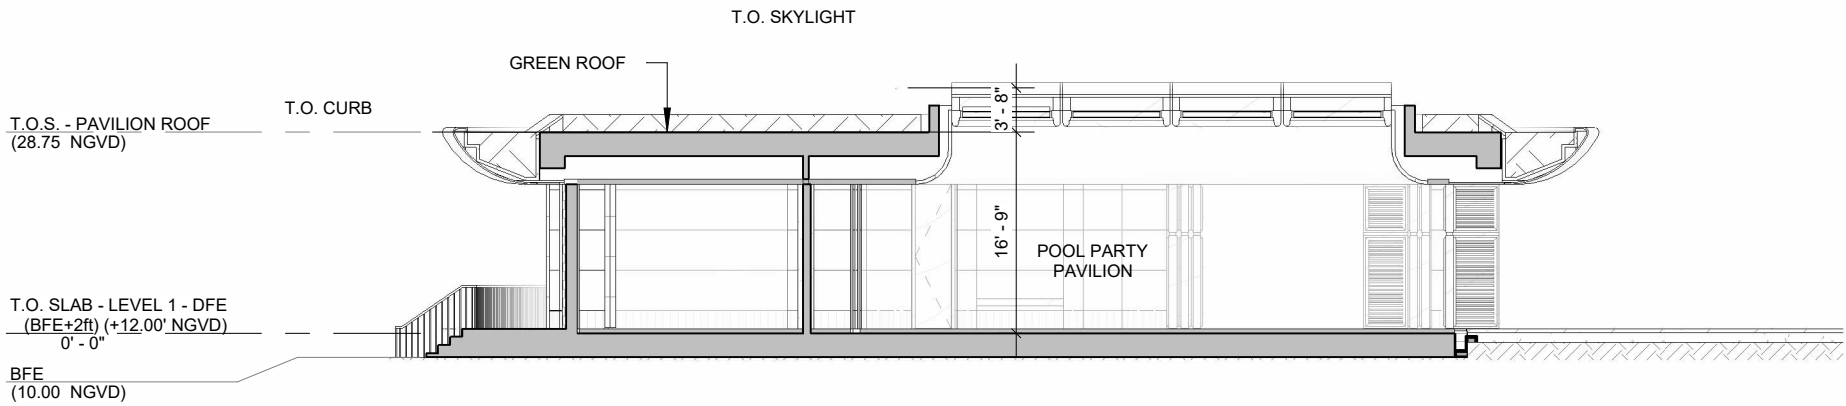 T.O. SKYLIGHT
GREEN ROOF
T.O. CURB
T.O.S. - PAVILION ROOF
(28.75 NGVD)
3' - 8"
16' - 9"
POOL PARTY
PAVILION
T.O. SLAB - LEVEL 1 - DFE
(BFE+2ft) (+12.00' NGVD)
0' - 0"
BFE
(10.00 NGVD)